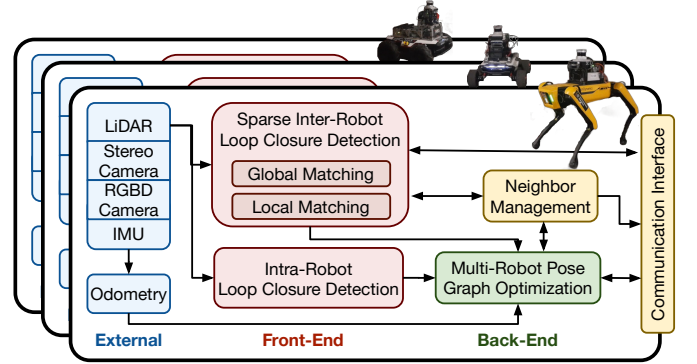 LiDAR
Stereo
Camera
RGBD
Camera
IMU
Odometry
External
Sparse Inter-Robot
Loop Closure Detection
Global Matching
Local Matching
Intra-Robot
Loop Closure Detection
Front-End
Neighbor
Management
Multi-Robot Pose
Graph Optimization
Back-End
Communication Interface